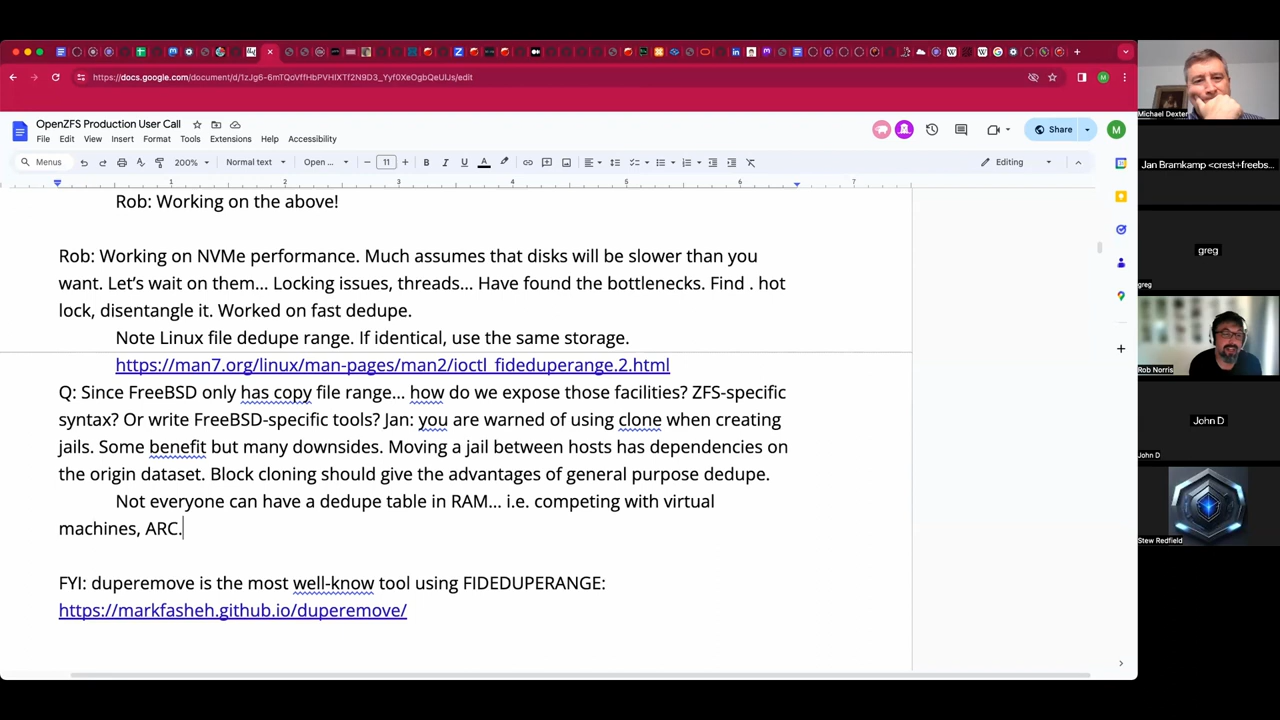 https://docs.google.com/document/d/1zJg6-6mTQoVffHbPVHIXTf2N9D3_Yyf0XeOgbQeUIJs/edit
OpenZFS Production User Call
File Edit View Insert Format Tools Extensions Help Accessibility
Share
M
Menus
200%
Normal text
Open ...
11
Editing
1 2 3 4 5 6 7
Rob: Working on the above!
Rob: Working on NVMe performance. Much assumes that disks will be slower than you
want. Let's wait on them... Locking issues, threads... Have found the bottlenecks. Find . hot
lock, disentangle it. Worked on fast dedupe.
Note Linux file dedupe range. If identical, use the same storage.
https://man7.org/linux/man-pages/man2/ioctl_fideduperange.2.html
Q: Since FreeBSD only has copy file range... how do we expose those facilities? ZFS-specific
syntax? Or write FreeBSD-specific tools? Jan: you are warned of using clone when creating
jails. Some benefit but many downsides. Moving a jail between hosts has dependencies on
the origin dataset. Block cloning should give the advantages of general purpose dedupe.
Not everyone can have a dedupe table in RAM... i.e. competing with virtual
machines, ARC.
FYI: duperemove is the most well-know tool using FIDEDUPERANGE:
https://markfasheh.github.io/duperemove/
Michael Dexter
Jan Bramkamp <crest+freebs...
greg
greg
Rob Norris
John D
John D
Stew Redfield